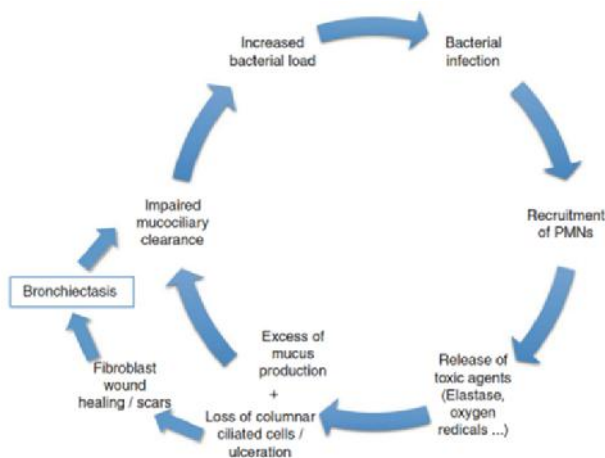 Increased
bacterial load
Bacterial
infection
Recruitment
of PMNs
Release of
toxic agents
(Elastase,
oxygen
redicals ...)
Excess of
mucus
production
+
Loss of columnar
ciliated cells /
ulceration
Fibroblast
wound
healing / scars
Bronchiectasis
Impaired
mucociliary
clearance